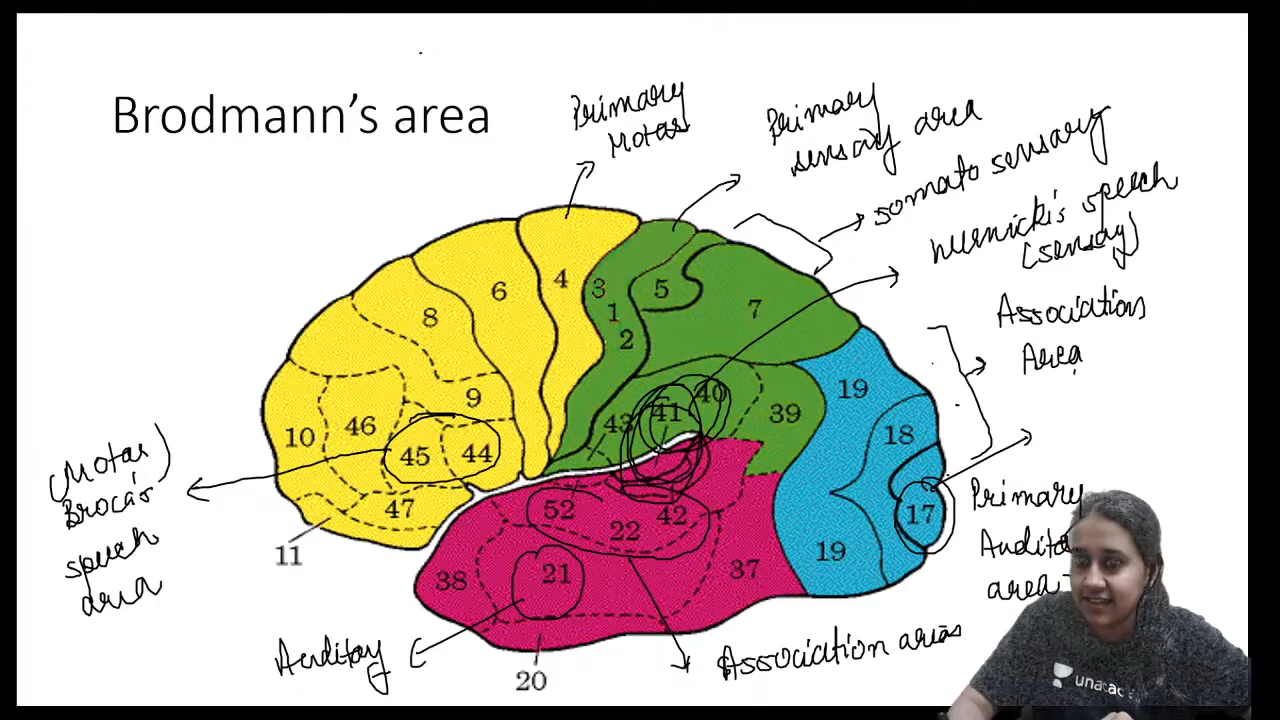 Brodmann's area
Primary
Motor
Primary
sensory area
somato sensory
speech
(sensory)
Association
Area
Primary
Audito
area
(Motor)
Broca's
speech
area
Auditory
Association areas
4
6
8
3
1
2
5
7
9
10
46
45
44
47
11
43
41
40
39
19
18
17
19
52
22
42
21
38
37
20
unacade